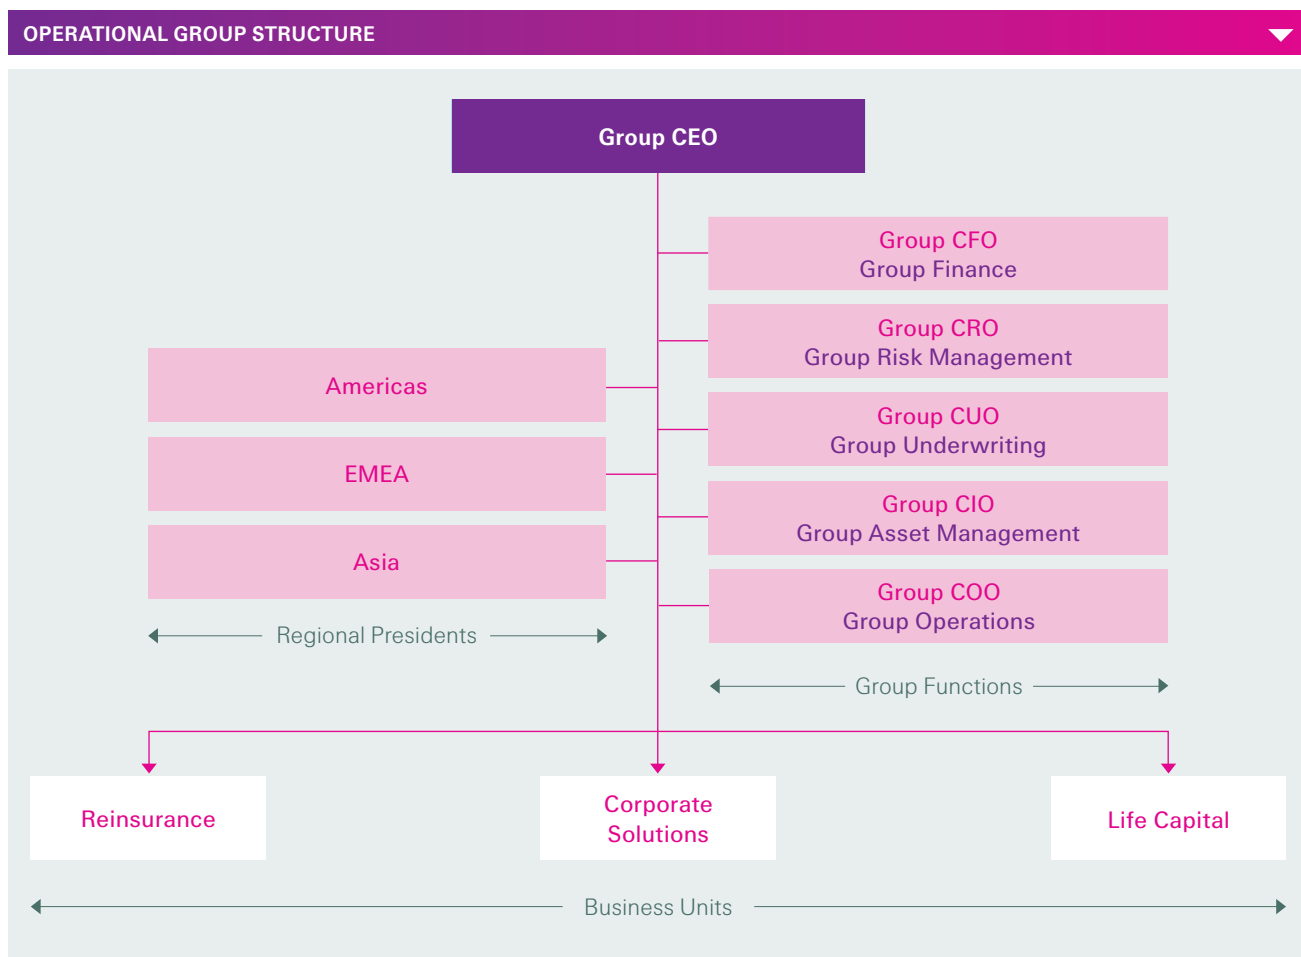 OPERATIONAL GROUP STRUCTURE
Group CEO
Group CFO
Group Finance
Group CRO
Group Risk Management
Group CUO
Group Underwriting
Group CIO
Group Asset Management
Group COO
Group Operations
Group Functions
Americas
EMEA
Asia
Regional Presidents
Reinsurance
Corporate
Solutions
Life Capital
Business Units